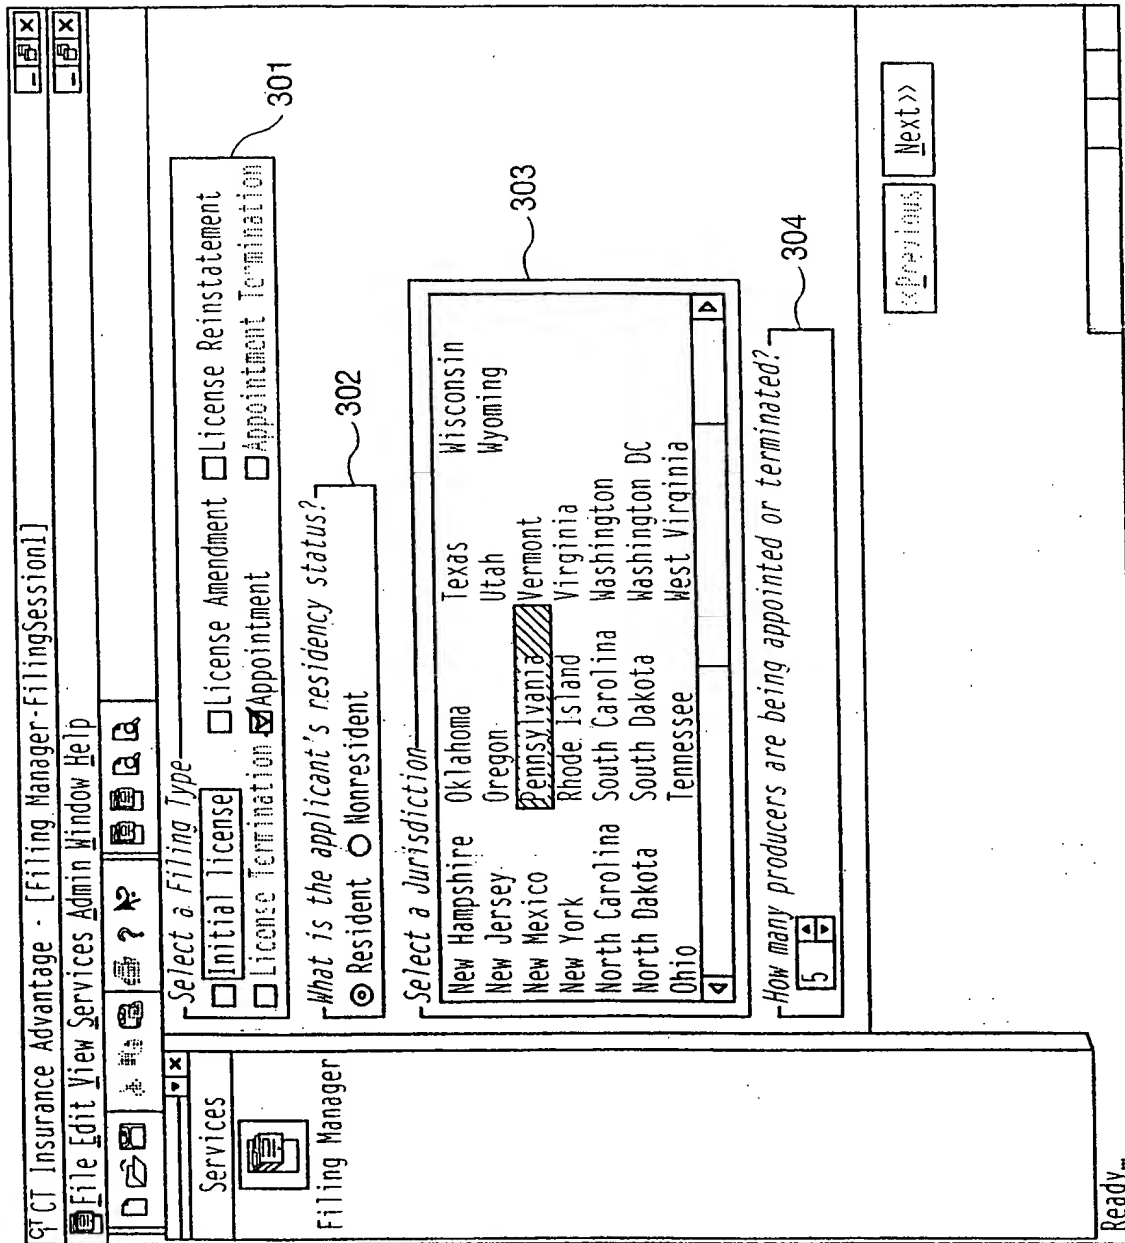 CT CT Insurance Advantage - [Filing Manager-FilingSession1]
File Edit View Services Admin Window Help
Services
Filing Manager
Select a Filing Type
Initial license License Amendment License Reinstatement
License Termination Appointment Appointment Termination
301
What is the applicant's residency status?
Resident Nonresident
302
Select a Jurisdiction
New Hampshire Oklahoma Texas Wisconsin
New Jersey Oregon Utah Wyoming
New Mexico Pennsylvania Vermont
New York Rhode Island Virginia
North Carolina South Carolina Washington
North Dakota South Dakota Washington DC
Ohio Tennessee West Virginia
303
How many producers are being appointed or terminated?
5
304
<<Previous Next>>
Ready...